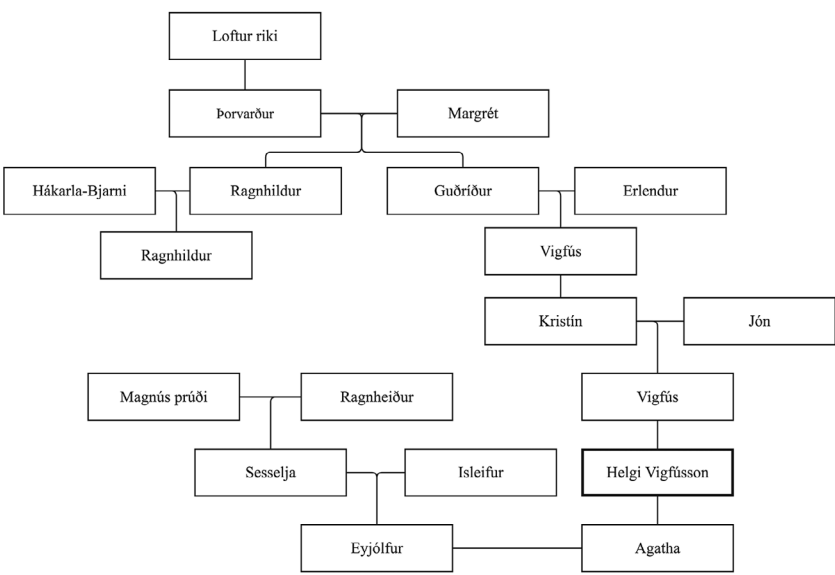 Loftur riki
Þorvarður
Margrét
Hákarla-Bjarni
Ragnhildur
Guðríður
Erlendur
Ragnhildur
Vigfús
Kristín
Jón
Magnús prúði
Ragnheiður
Vigfús
Sesselja
Isleifur
Helgi Vigfússon
Eyjólfur
Agatha